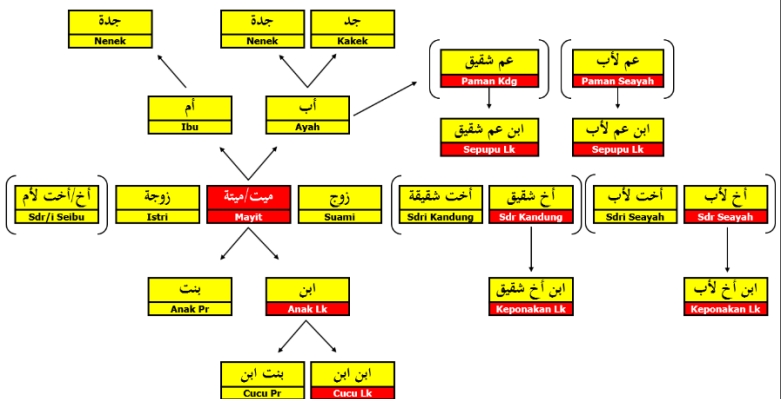 جدة
Nenek
جدة
Nenek
جد
Kakek
عم شقيق
Paman Kdg
عم لأب
Paman Seayah
أم
Ibu
أب
Ayah
ابن عم شقيق
Sepupu Lk
ابن عم لأب
Sepupu Lk
أخ/أخت لأم
Sdr/i Seibu
زوجة
Istri
ميت/ميتة
Mayit
زوج
Suami
أخت شقيقة
Sdri Kandung
أخ شقيق
Sdr Kandung
أخت لأب
Sdri Seayah
أخ لأب
Sdr Seayah
بنت
Anak Pr
ابن
Anak Lk
ابن أخ شقيق
Keponakan Lk
ابن أخ لأب
Keponakan Lk
بنت ابن
Cucu Pr
ابن ابن
Cucu Lk